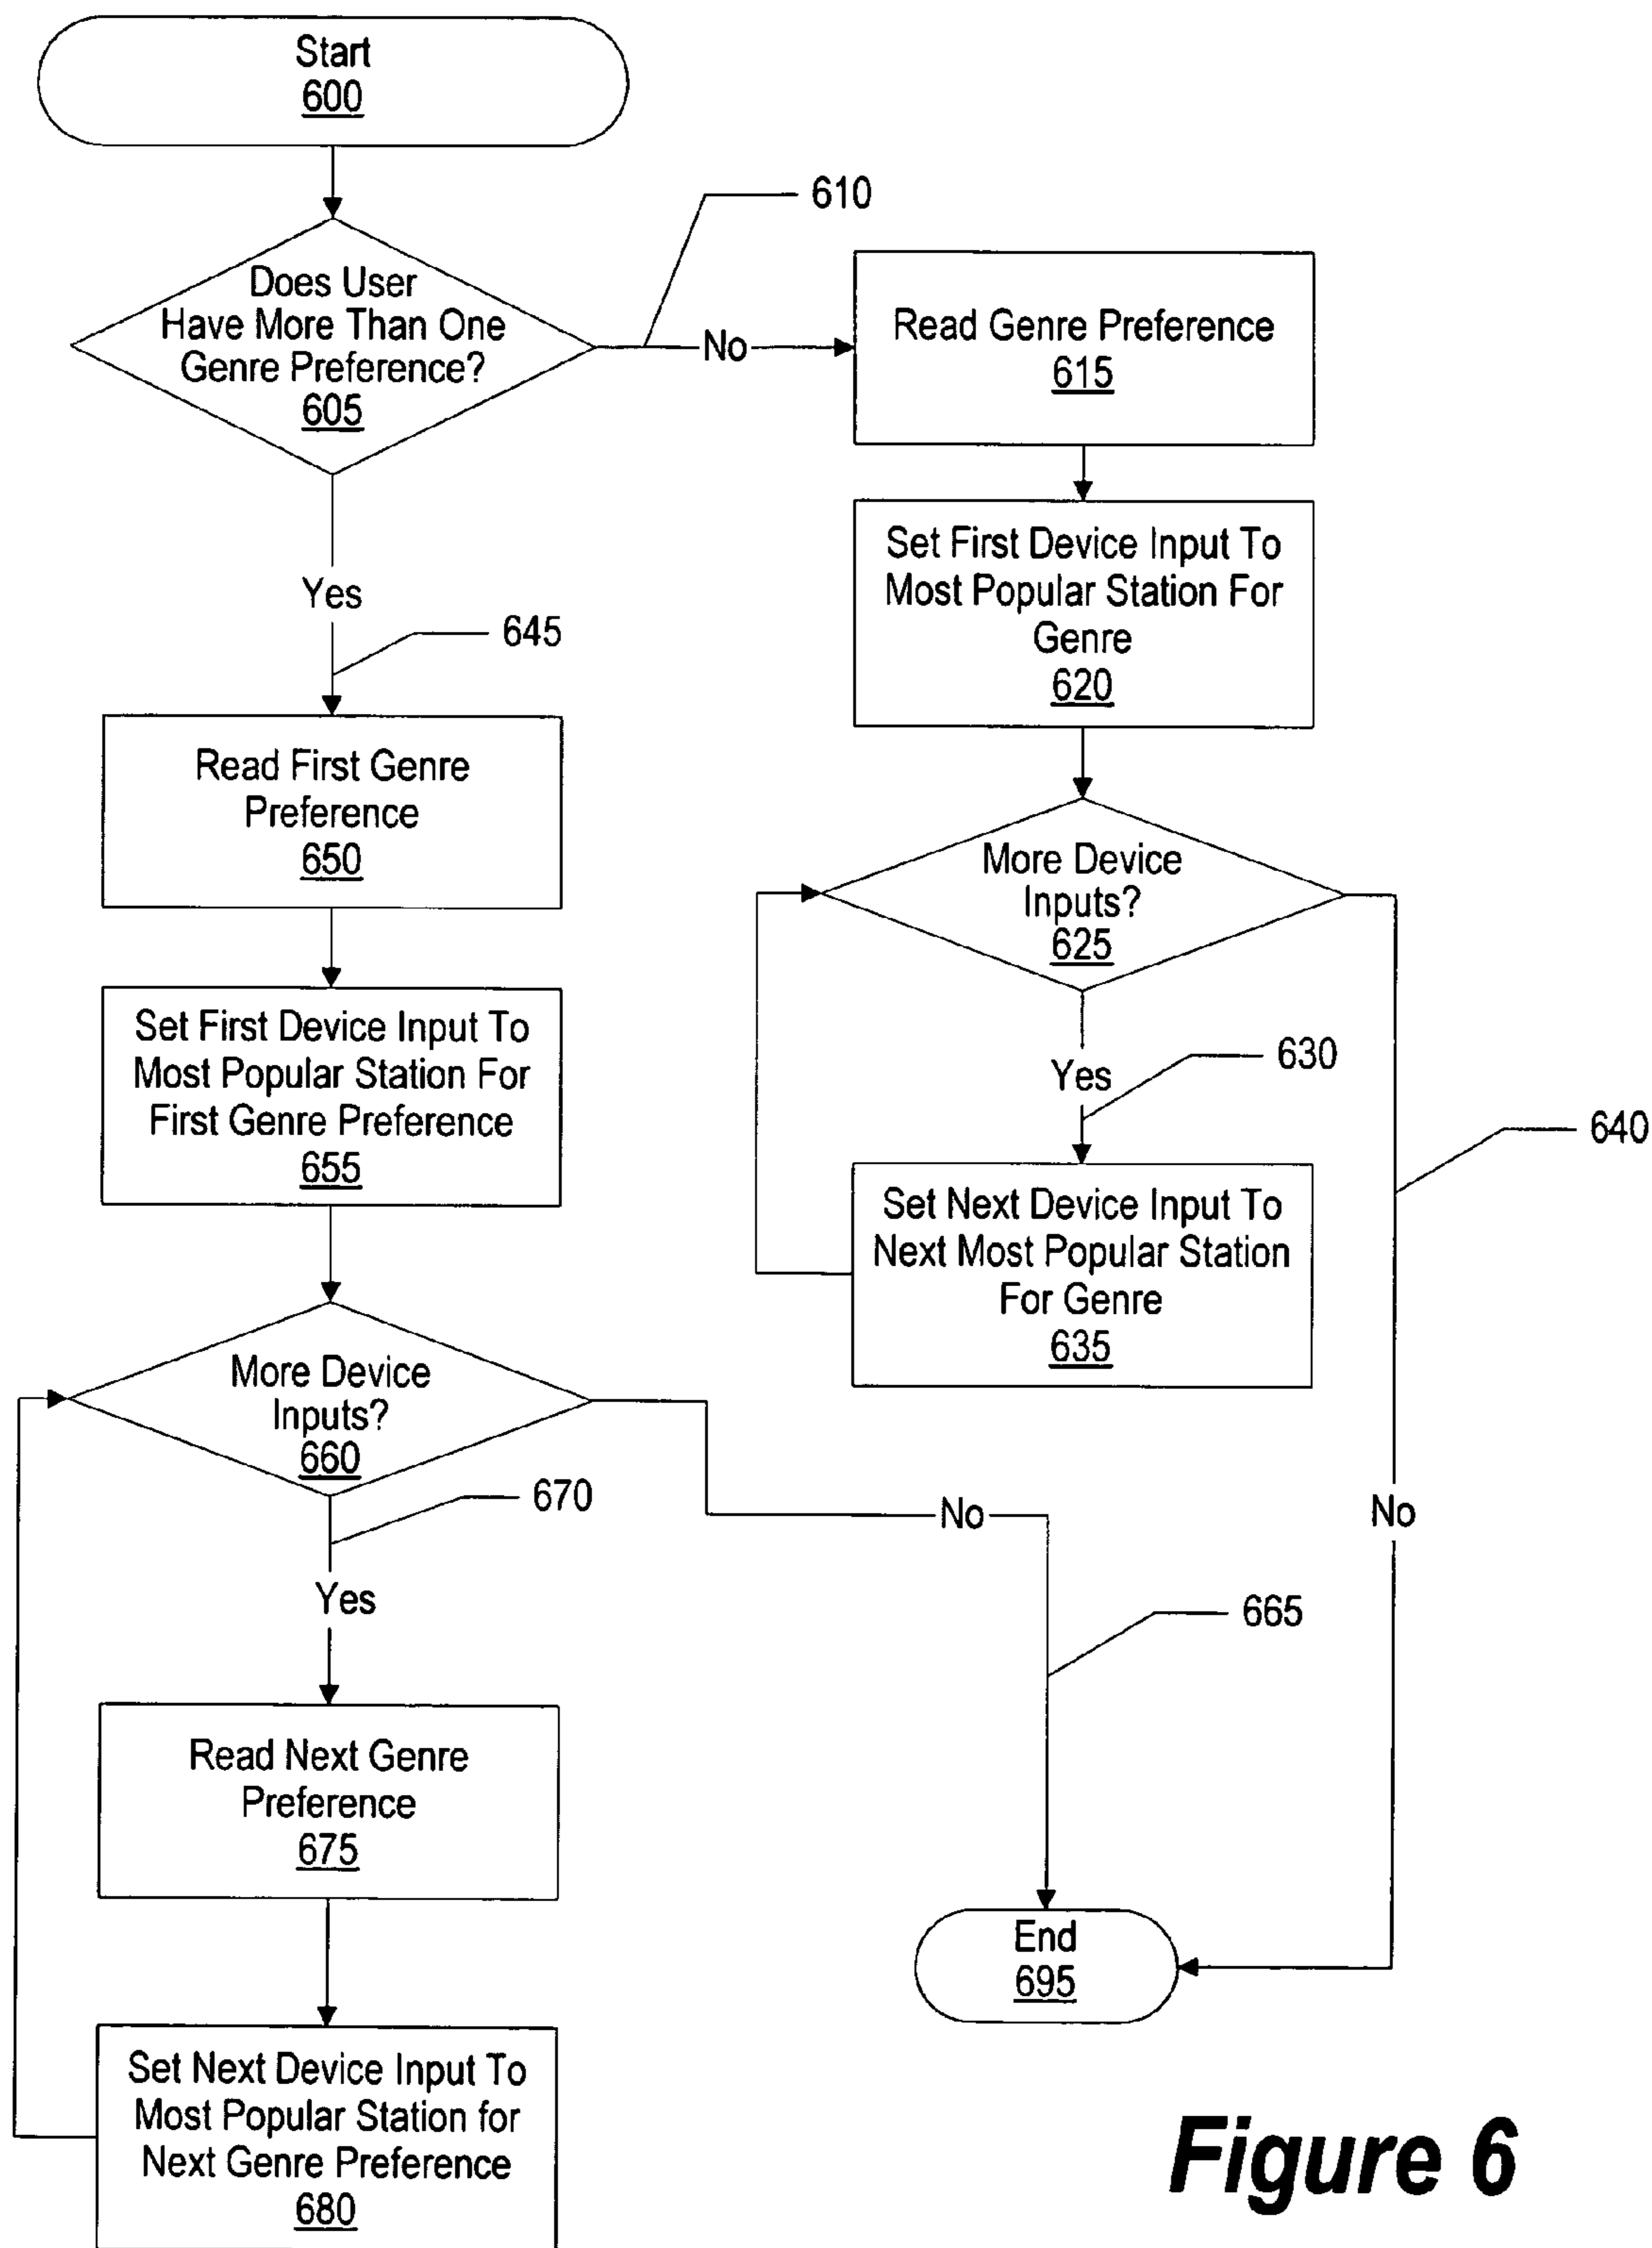 Start
600
610
Does User
Have More Than One
Genre Preference?
605
No
Read Genre Preference
615
Set First Device Input To
Most Popular Station For
Genre
620
Yes
645
Read First Genre
Preference
650
More Device
Inputs?
625
Set First Device Input To
Most Popular Station For
First Genre Preference
655
Yes
630
640
Set Next Device Input To
Next Most Popular Station
For Genre
635
More Device
Inputs?
660
670
No
No
Yes
665
Read Next Genre
Preference
675
End
695
Set Next Device Input To
Most Popular Station for
Next Genre Preference
680
Figure 6